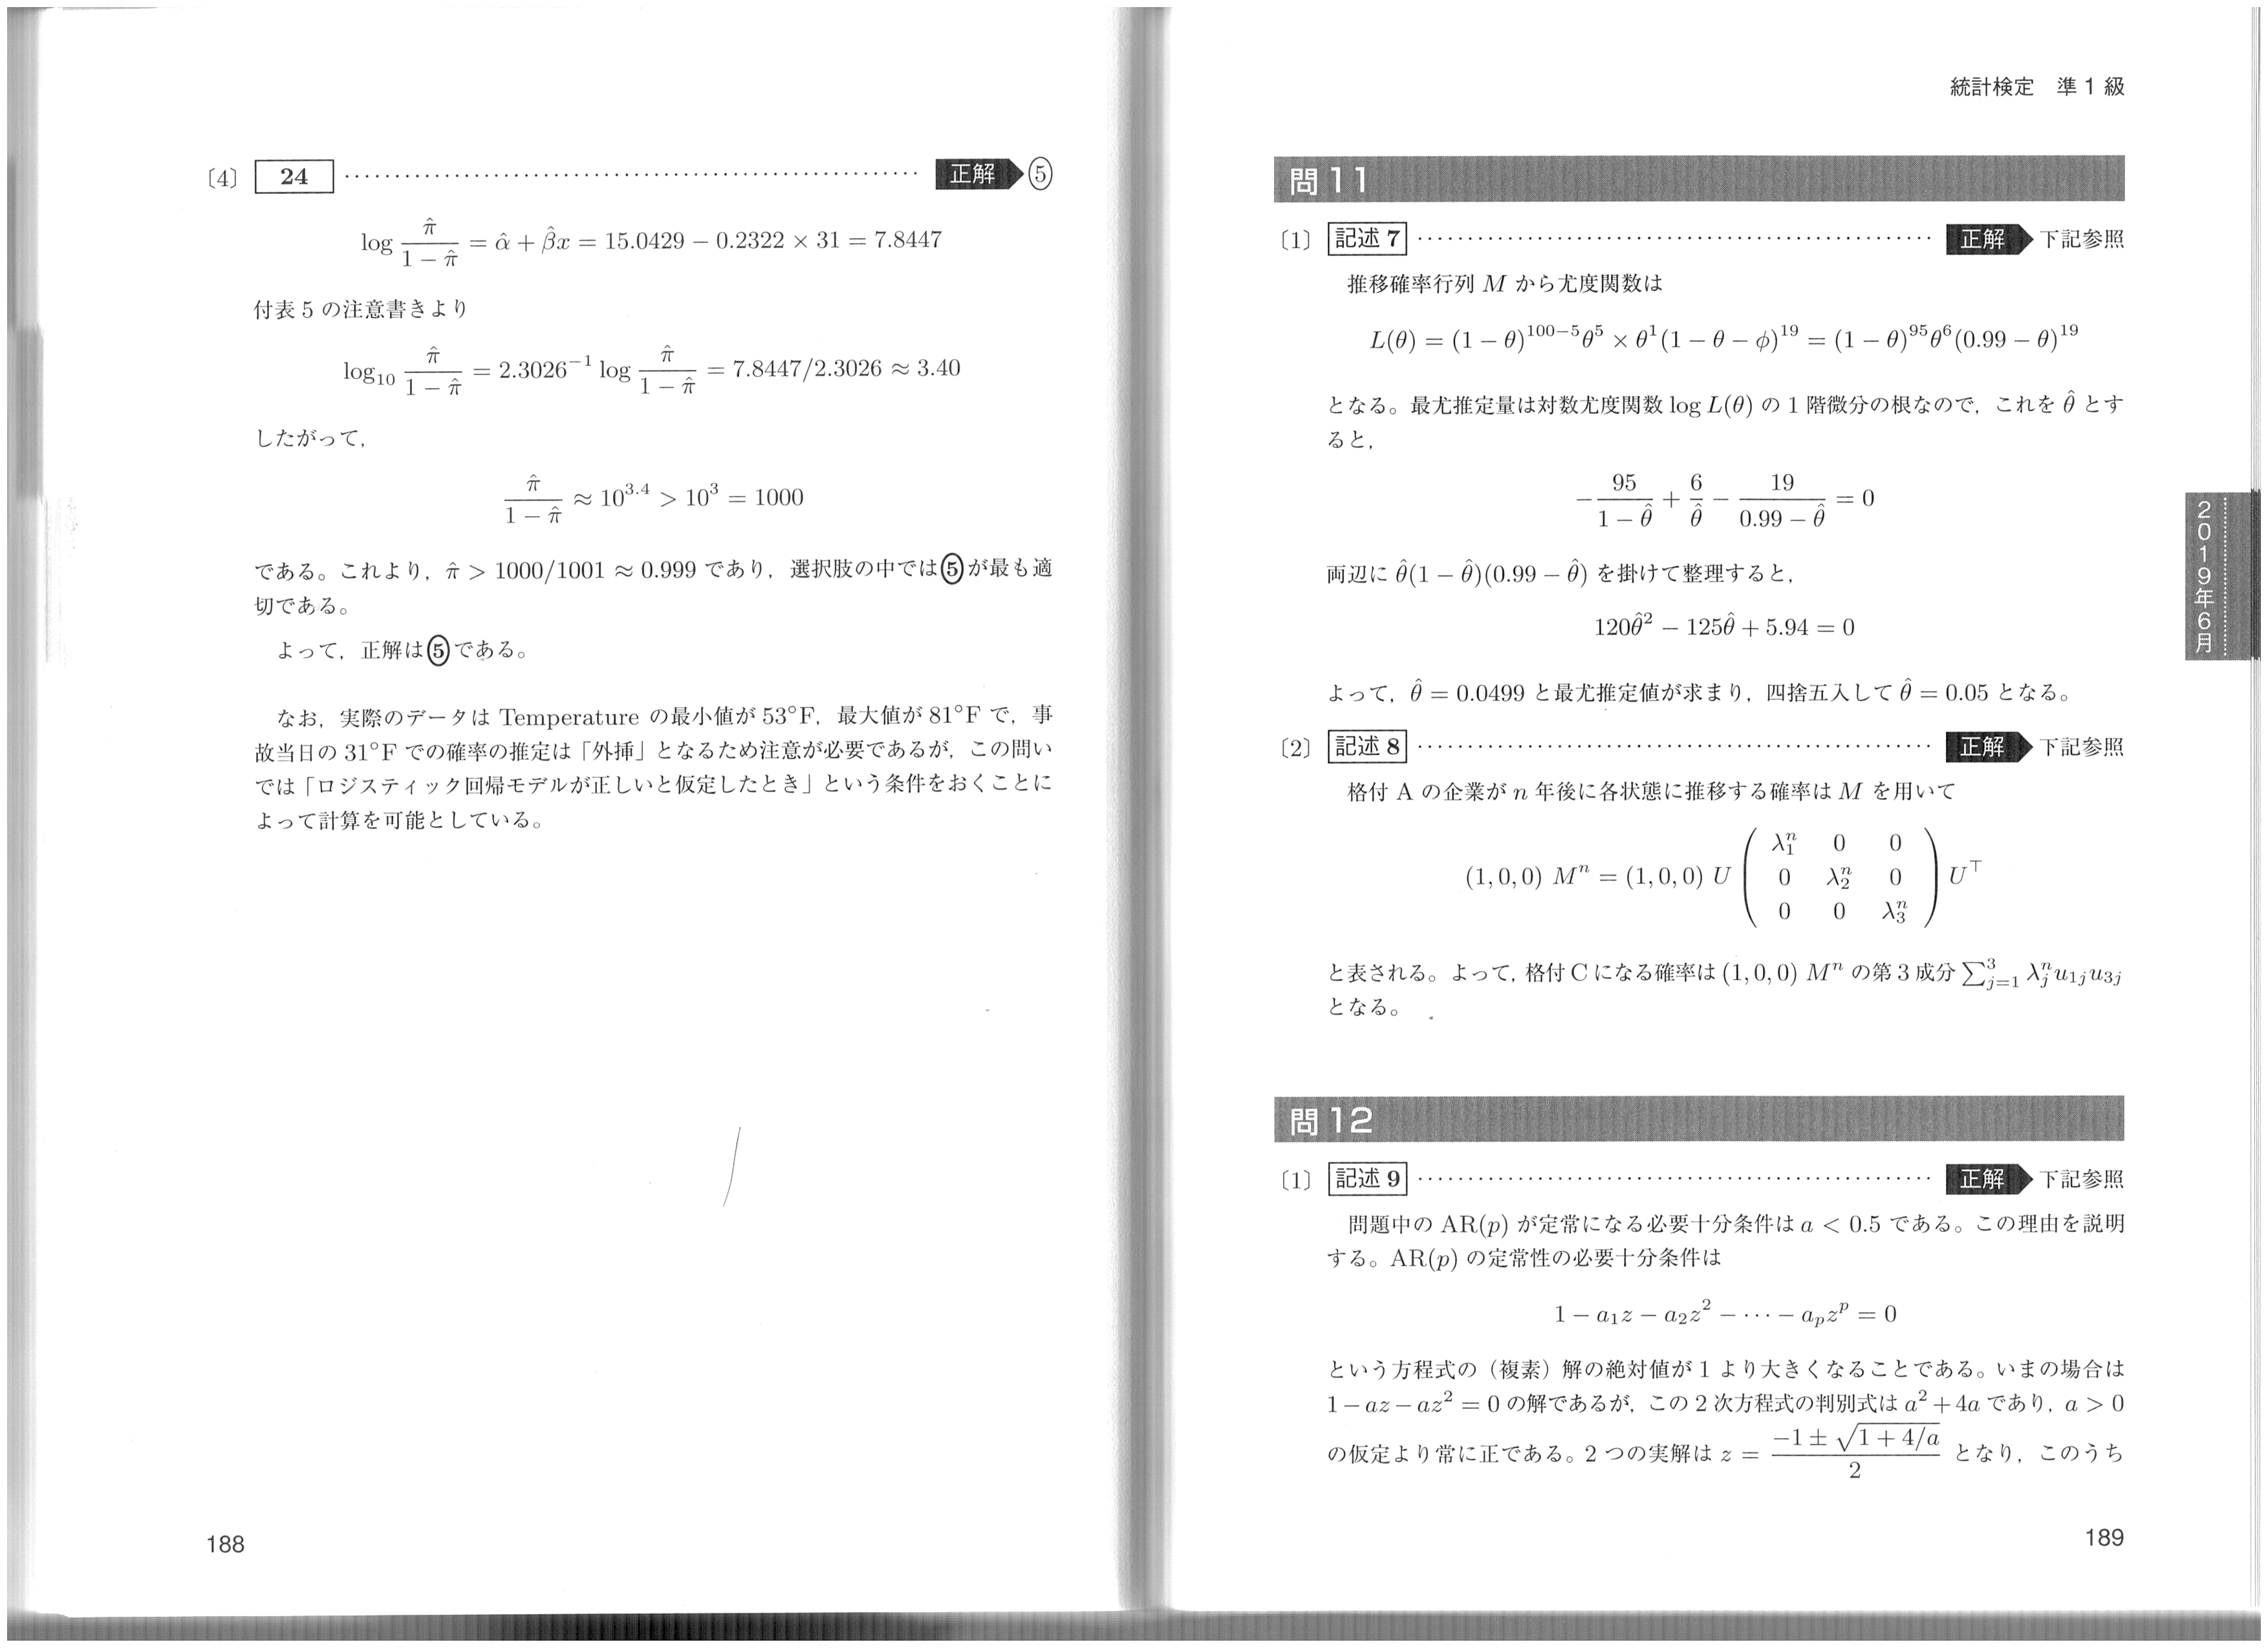 〔4〕 24 …… 正解 ⑤
log π̂/(1 − π̂) = α̂ + β̂x = 15.0429 − 0.2322 × 31 = 7.8447
付表 5 の注意書きより
log₁₀ π̂/(1 − π̂) = 2.3026⁻¹ log π̂/(1 − π̂) = 7.8447/2.3026 ≈ 3.40
したがって,
π̂/(1 − π̂) ≈ 10^{3.4} > 10³ = 1000
である。これより, π̂ > 1000/1001 ≈ 0.999 であり, 選択肢の中では⑤が最も適
切である。
よって, 正解は⑤である。
なお, 実際のデータは Temperature の最小値が 53°F, 最大値が 81°F で, 事
故当日の 31°F での確率の推定は「外挿」となるため注意が必要であるが, この問い
では「ロジスティック回帰モデルが正しいと仮定したとき」という条件をおくことに
よって計算を可能としている。
188
統計検定 準 1 級
問 11
〔1〕 記述 7 …… 正解 下記参照
推移確率行列 M から尤度関数は
L(θ) = (1 − θ)^{100−5}θ⁵ × θ¹(1 − θ − φ)^{19} = (1 − θ)^{95}θ⁶(0.99 − θ)^{19}
となる。最尤推定量は対数尤度関数 log L(θ) の 1 階微分の根なので, これを θ̂ とす
ると,
−95/(1 − θ̂) + 6/θ̂ − 19/(0.99 − θ̂) = 0
両辺に θ̂(1 − θ̂)(0.99 − θ̂) を掛けて整理すると,
120θ̂² − 125θ̂ + 5.94 = 0
よって, θ̂ = 0.0499 と最尤推定値が求まり, 四捨五入して θ̂ = 0.05 となる。
〔2〕 記述 8 …… 正解 下記参照
格付 A の企業が n 年後に各状態に推移する確率は M を用いて
(1, 0, 0) Mⁿ = (1, 0, 0) U ( λ₁ⁿ 0 0
0 λ₂ⁿ 0
0 0 λ₃ⁿ ) U^⊤
と表される。よって, 格付 C になる確率は (1, 0, 0) Mⁿ の第 3 成分 ∑_{j=1}^{3} λ_jⁿu_{1j}u_{3j}
となる。
問 12
〔1〕 記述 9 …… 正解 下記参照
問題中の AR(p) が定常になる必要十分条件は a < 0.5 である。この理由を説明
する。AR(p) の定常性の必要十分条件は
1 − a₁z − a₂z² − ⋯ − a_p z^p = 0
という方程式の（複素）解の絶対値が 1 より大きくなることである。いまの場合は
1 − az − az² = 0 の解であるが, この 2 次方程式の判別式は a² + 4a であり, a > 0
の仮定より常に正である。2 つの実解は z = (−1 ± √(1 + 4/a))/2 となり, このうち
189
2019年6月